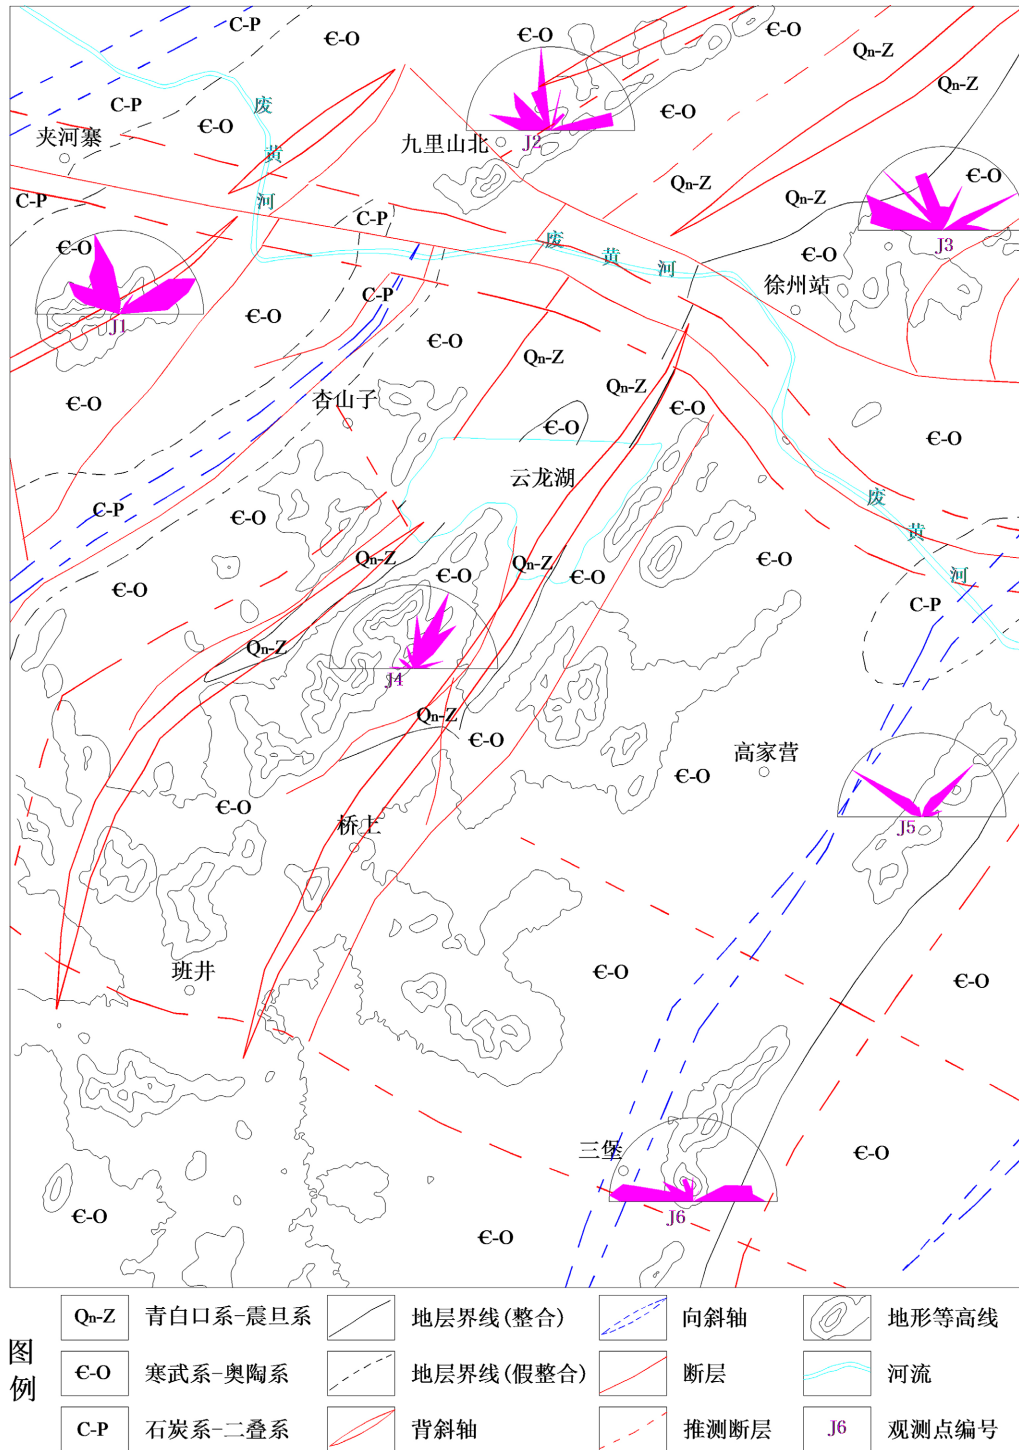 C-P
Є-O
Є-O
Qn-Z
Qn-Z
C-P
废
Є-O
Є-O
夹河寨
九里山北
J2
黄
Qn-Z
Є-O
C-P
河
Qn-Z
C-P
Є-O
废
黄
河
J3
Є-O
徐州站
C-P
J1
Є-O
Є-O
Qn-Z
Qn-Z
Є-O
杏山子
Є-O
Є-O
Є-O
云龙湖
废
C-P
Є-O
黄
Qn-Z
Qn-Z
Є-O
Є-O
Є-O
河
Є-O
C-P
Qn-Z
J4
Qn-Z
Є-O
高家营
Є-O
Є-O
桥上
J5
班井
Є-O
Є-O
三堡
Є-O
J6
Є-O
Є-O
图例
Qn-Z 青白口系-震旦系 地层界线(整合) 向斜轴 地形等高线
Є-O 寒武系-奥陶系 地层界线(假整合) 断层 河流
C-P 石炭系-二叠系 背斜轴 推测断层 J6 观测点编号